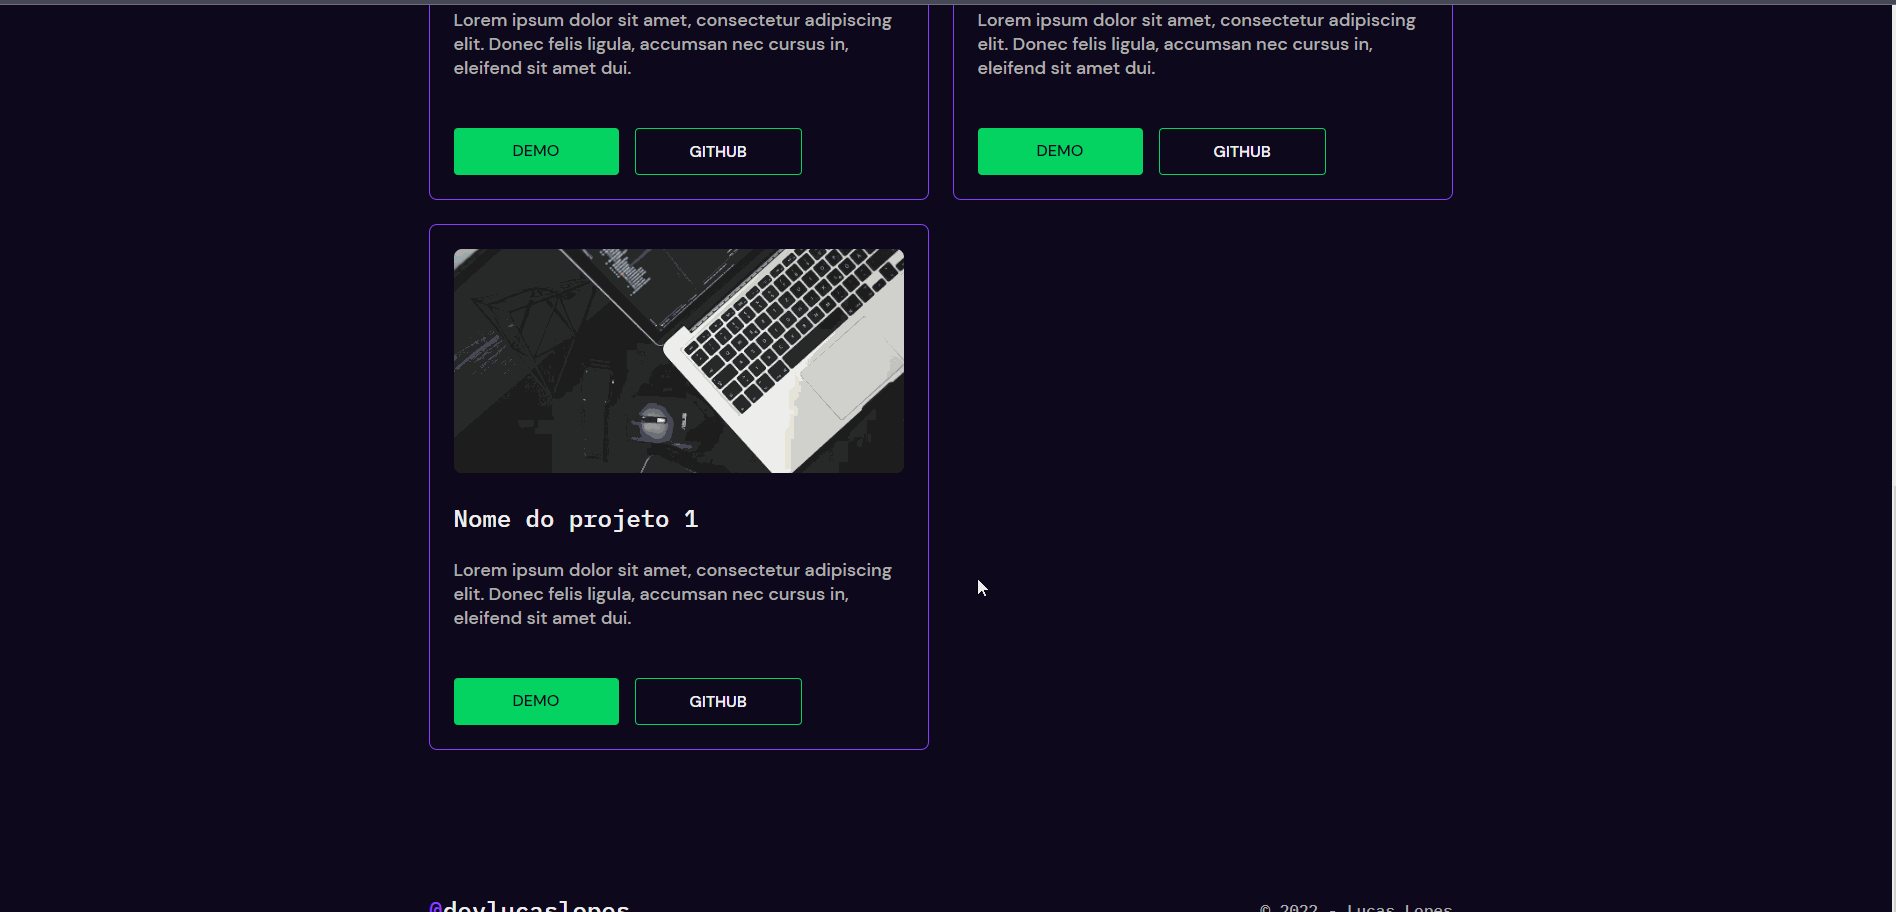 Lorem ipsum dolor sit amet, consectetur adipiscing
elit. Donec felis ligula, accumsan nec cursus in,
eleifend sit amet dui.
DEMO
GITHUB
Lorem ipsum dolor sit amet, consectetur adipiscing
elit. Donec felis ligula, accumsan nec cursus in,
eleifend sit amet dui.
DEMO
GITHUB
Nome do projeto 1
Lorem ipsum dolor sit amet, consectetur adipiscing
elit. Donec felis ligula, accumsan nec cursus in,
eleifend sit amet dui.
DEMO
GITHUB
@devlucaslopes
© 2022 - Lucas Lopes